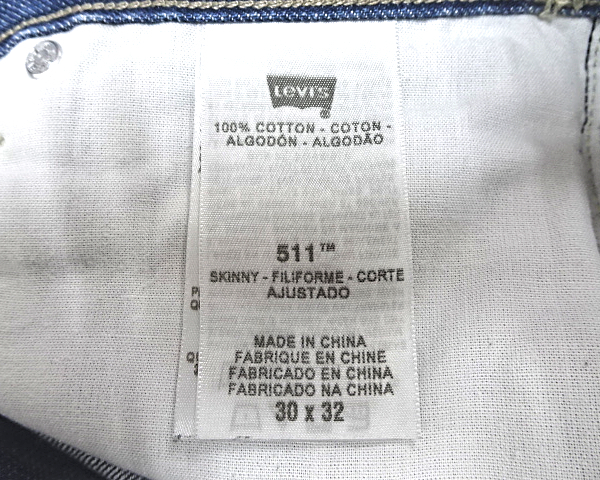 LEVI'S
®
100% COTTON - COTON -
ALGODÓN - ALGODÃO
511™
SKINNY - FILIFORME - CORTE
AJUSTADO
MADE IN CHINA
FABRIQUE EN CHINE
FABRICADO EN CHINA
FABRICADO NA CHINA
30 x 32